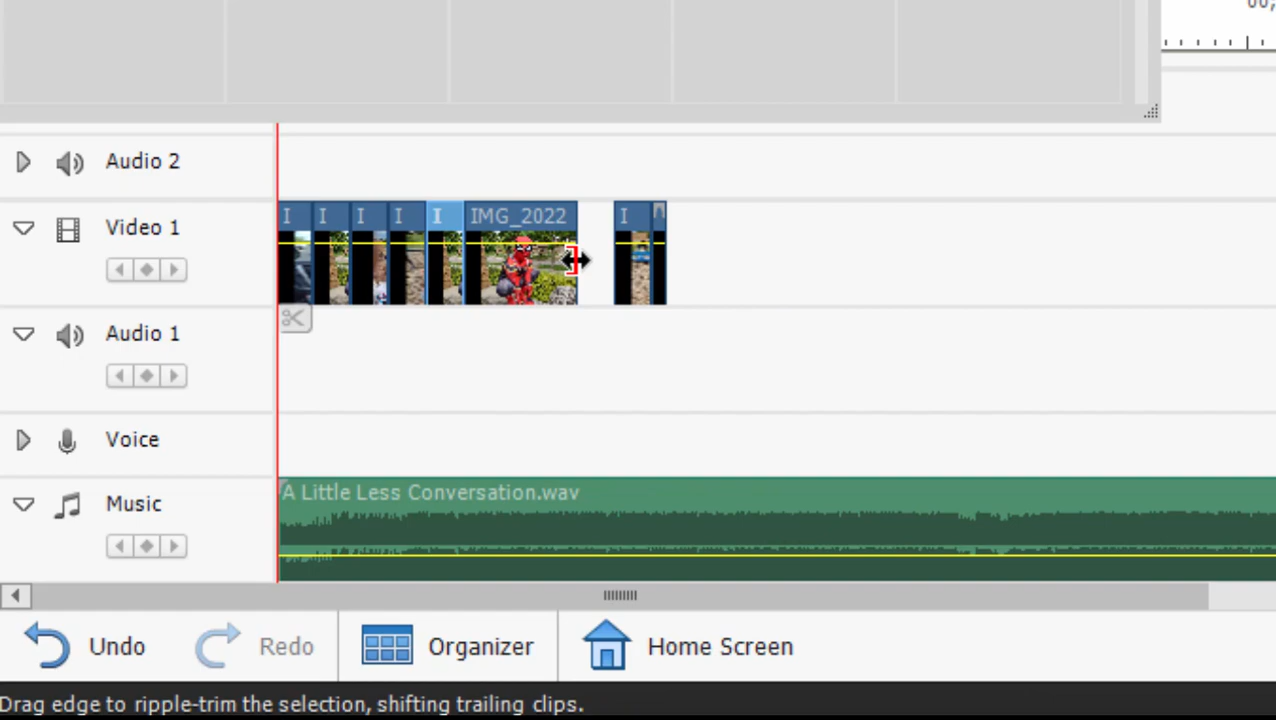 00;
Audio 2
Video 1
I I I I I IMG_2022 I
Audio 1
Voice
Music
A Little Less Conversation.wav
Undo Redo Organizer Home Screen
Drag edge to ripple-trim the selection, shifting trailing clips.